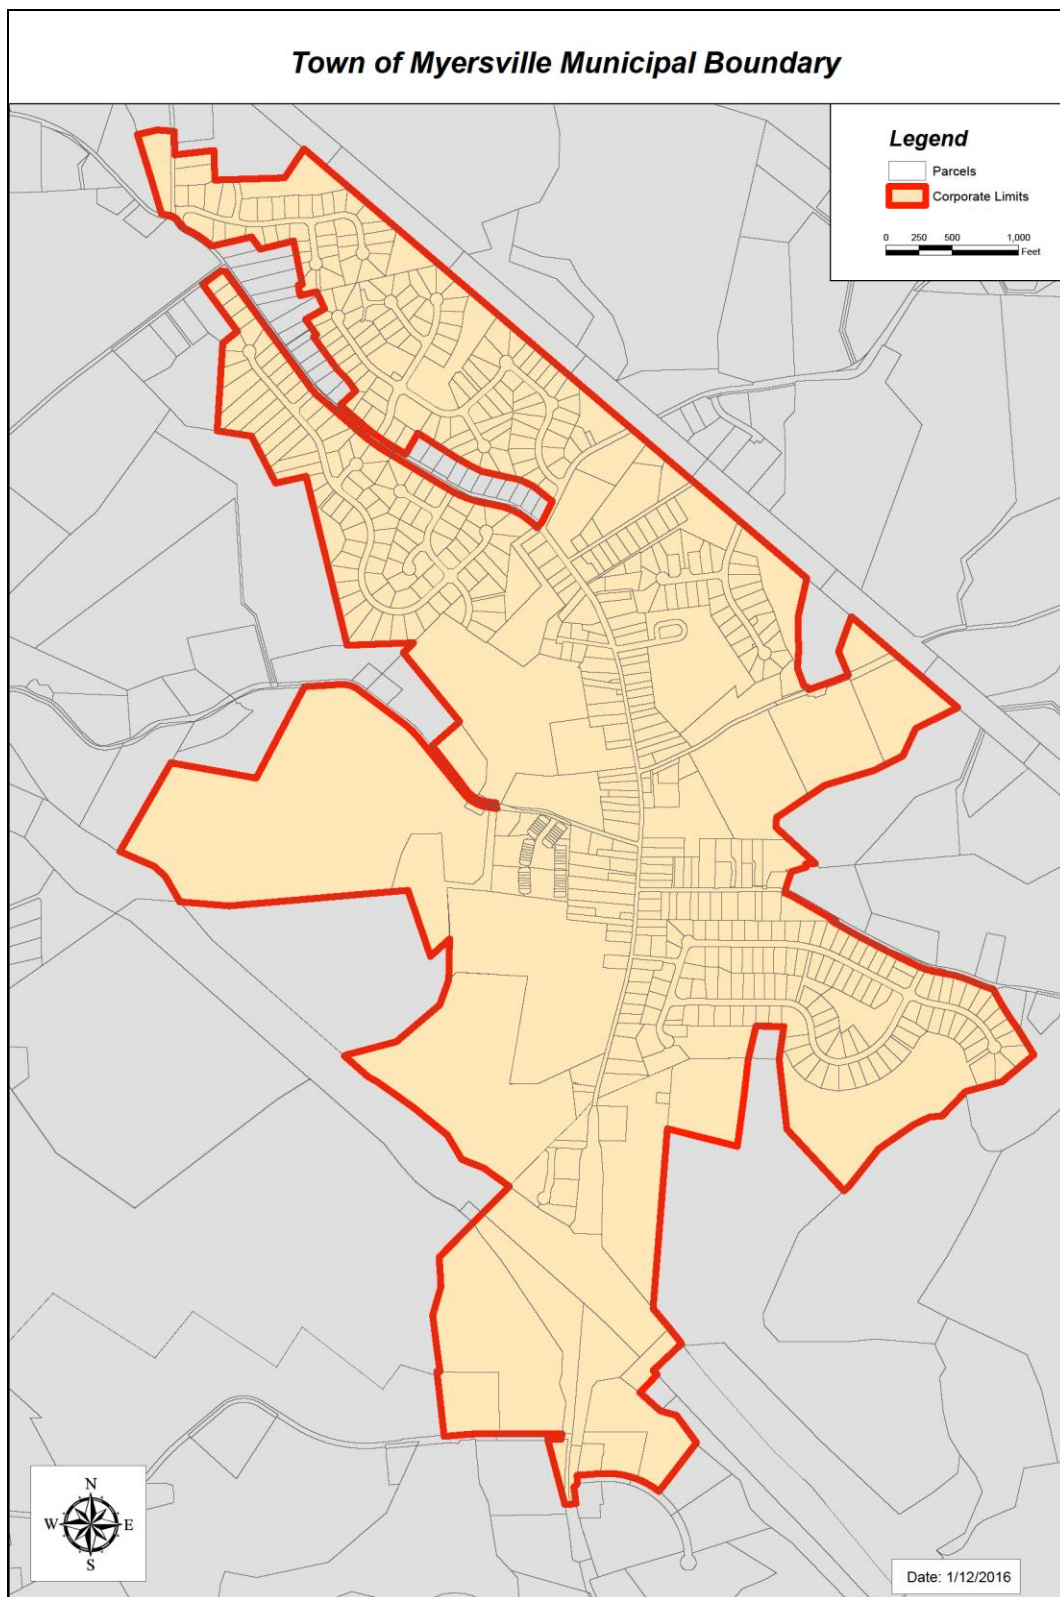 Town of Myersville Municipal Boundary
Legend
Parcels
Corporate Limits
0 250 500 1,000
Feet
N
W E
S
Date: 1/12/2016